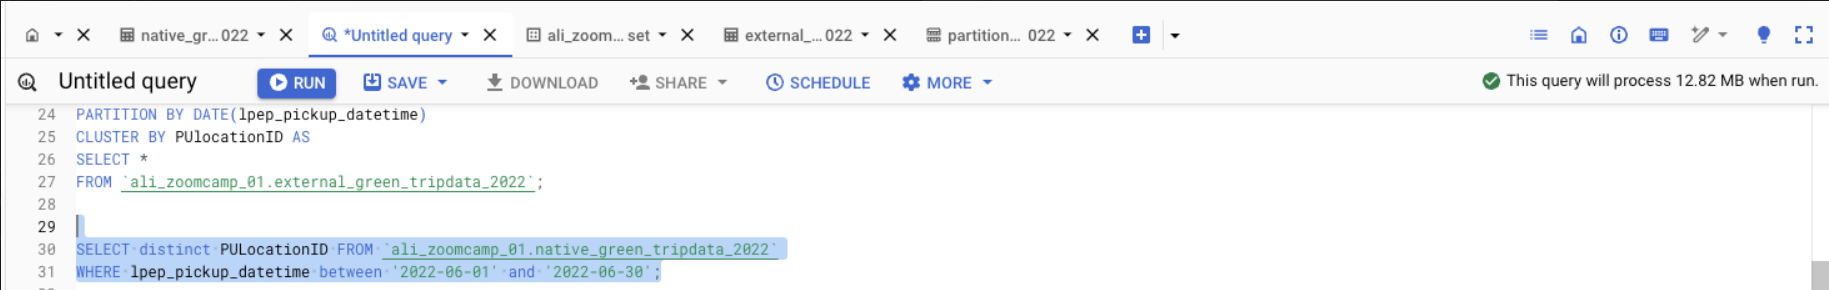 native_gr... 022 *Untitled query ali_zoom... set external_... 022 partition... 022
Untitled query RUN SAVE DOWNLOAD SHARE SCHEDULE MORE This query will process 12.82 MB when run.
24 PARTITION BY DATE(lpep_pickup_datetime)
25 CLUSTER BY PUlocationID AS
26 SELECT *
27 FROM `ali_zoomcamp_01.external_green_tripdata_2022`;
28
29
30 SELECT distinct PULocationID FROM `ali_zoomcamp_01.native_green_tripdata_2022`
31 WHERE lpep_pickup_datetime between '2022-06-01' and '2022-06-30';